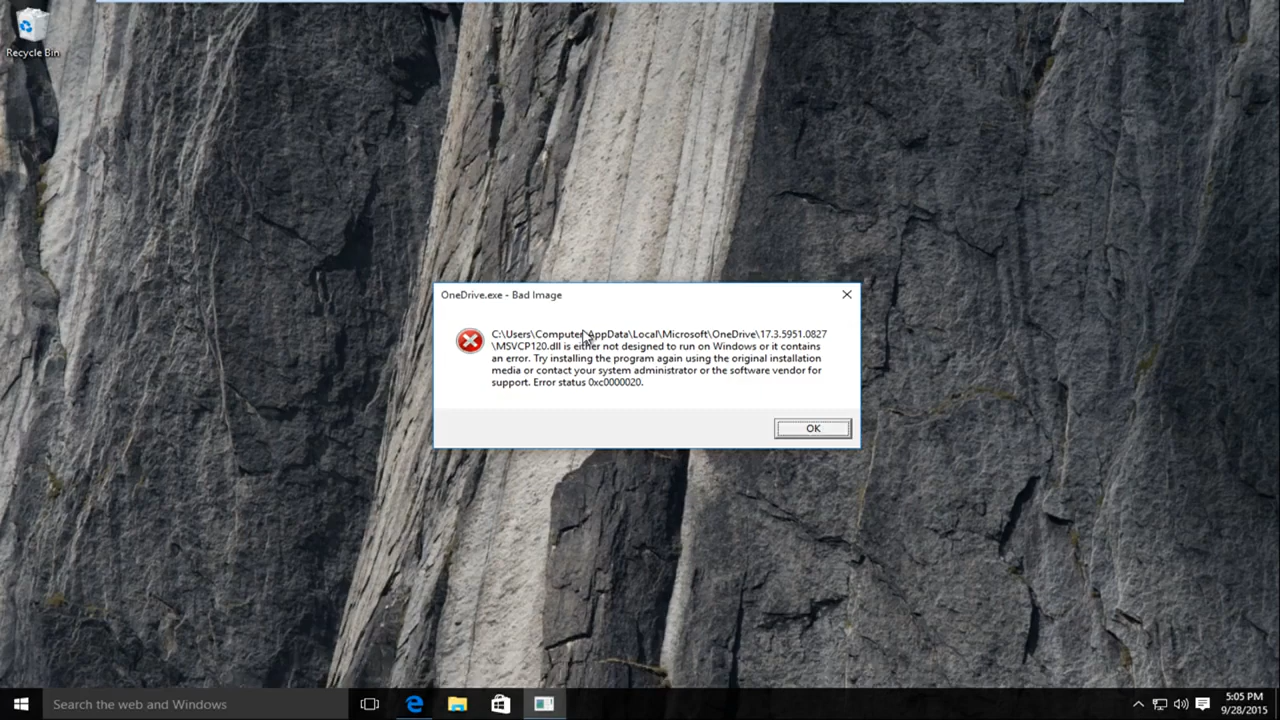 Recycle Bin
OneDrive.exe - Bad Image
C:\Users\Computer\AppData\Local\Microsoft\OneDrive\17.3.5951.0827
\MSVCP120.dll is either not designed to run on Windows or it contains
an error. Try installing the program again using the original installation
media or contact your system administrator or the software vendor for
support. Error status 0xc0000020.
OK
Search the web and Windows
5:05 PM
9/28/2015